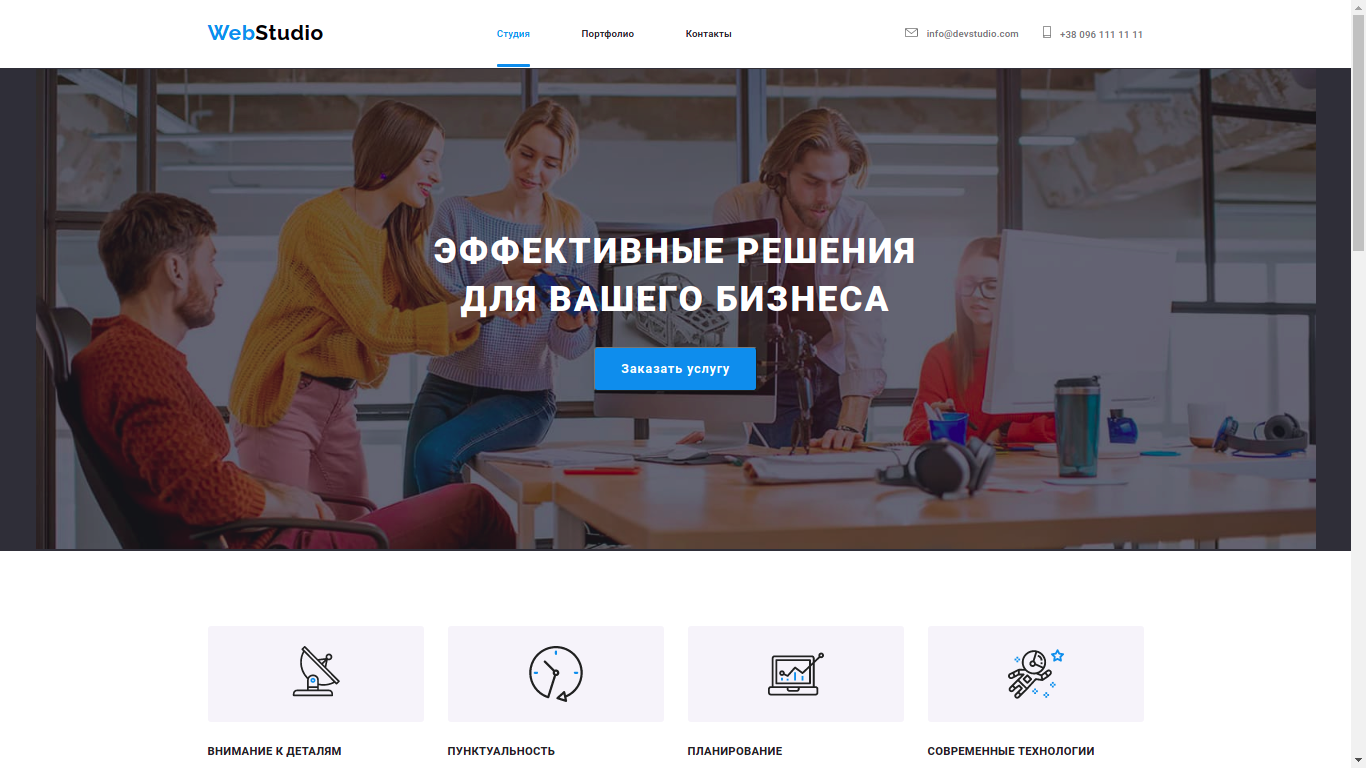 WebStudio
Студия
Портфолио
Контакты
info@devstudio.com
+38 096 111 11 11
ЭФФЕКТИВНЫЕ РЕШЕНИЯ
ДЛЯ ВАШЕГО БИЗНЕСА
Заказать услугу
ВНИМАНИЕ К ДЕТАЛЯМ
ПУНКТУАЛЬНОСТЬ
ПЛАНИРОВАНИЕ
СОВРЕМЕННЫЕ ТЕХНОЛОГИИ